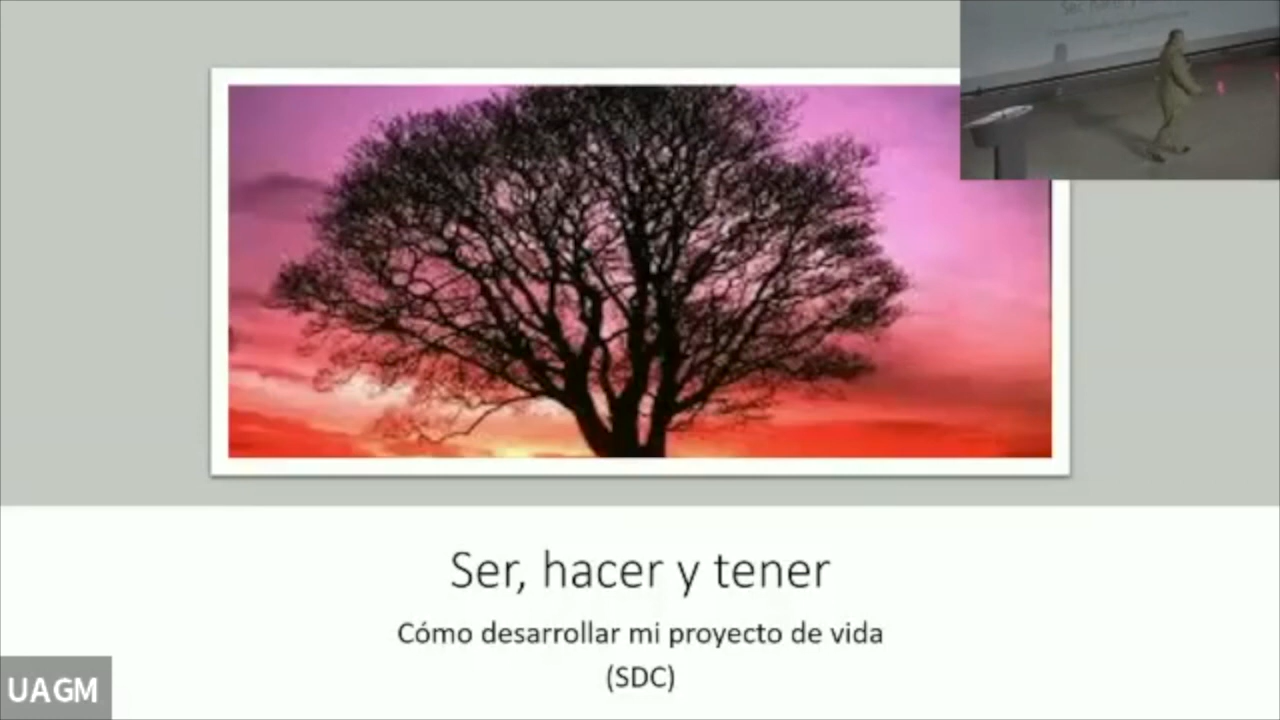 Ser, hacer y tener
Cómo desarrollar mi proyecto de vida
(SDC)
UAGM